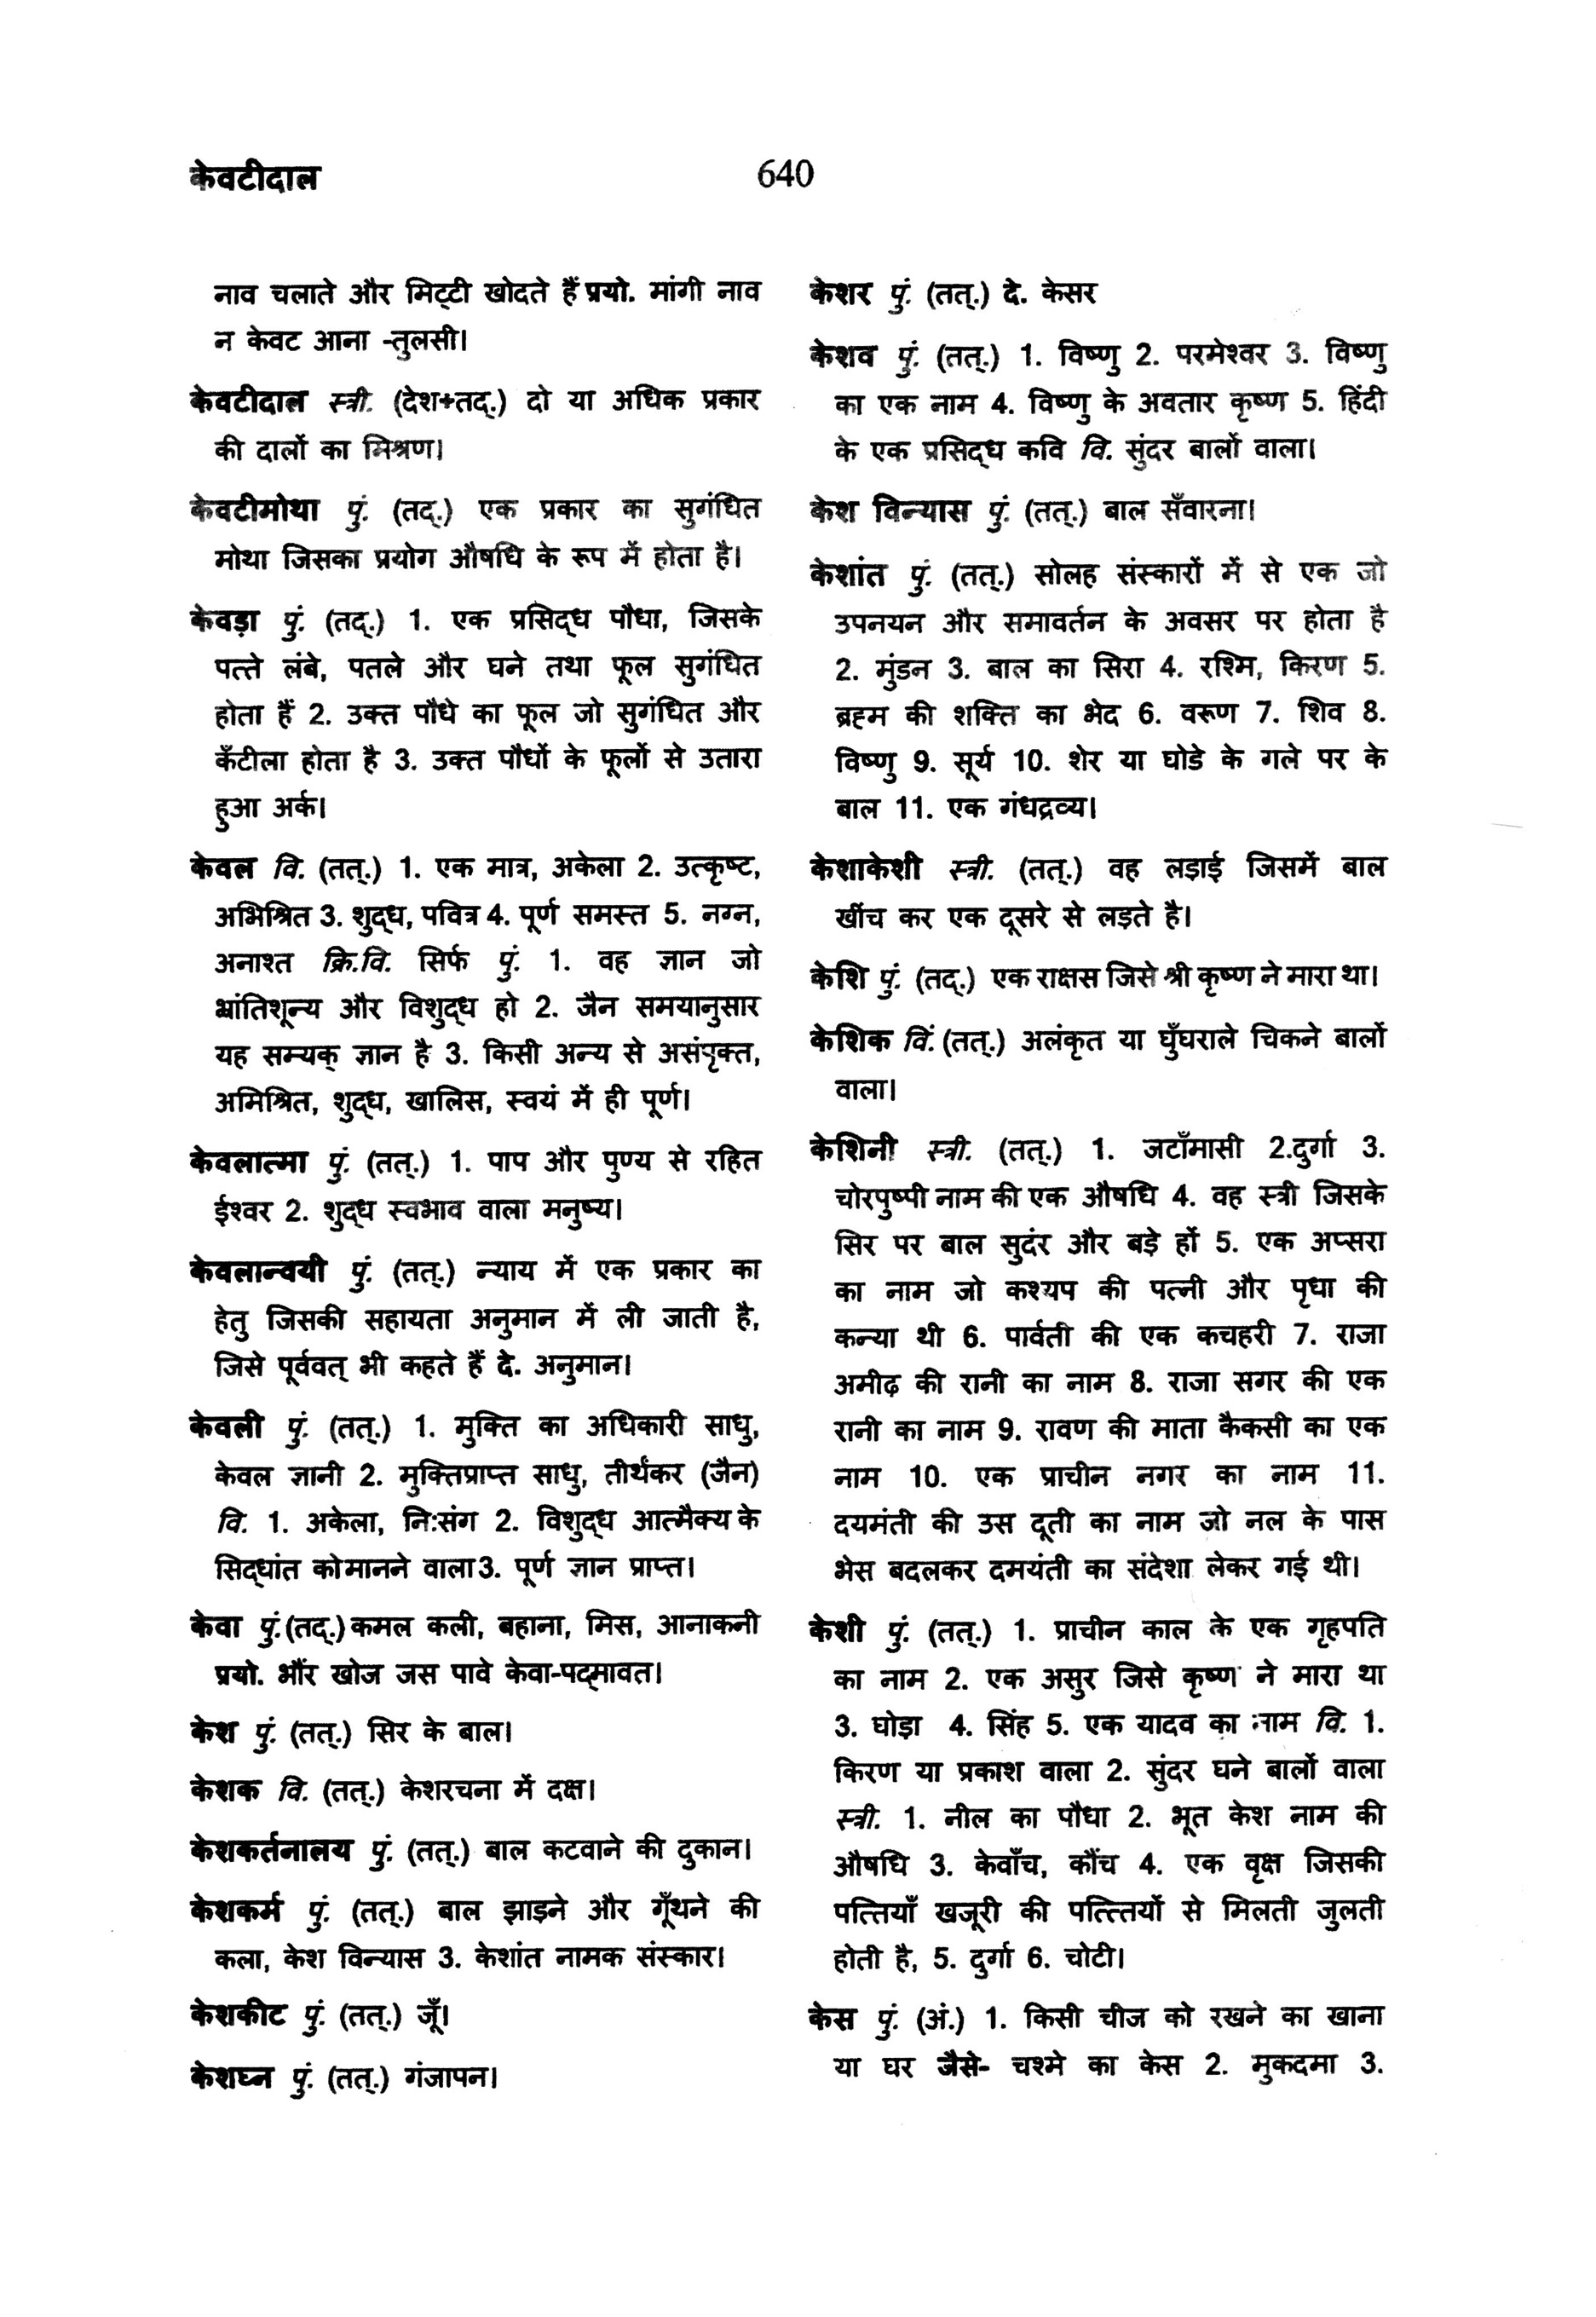 केवटीदाल
640
नाव चलाते और मिट्टी खोदते हैं प्रयो. मांगी नाव
न केवट आना -तुलसी।
केवटीदाल स्त्री. (देश+तद्.) दो या अधिक प्रकार
की दालों का मिश्रण।
केवटीमोथा पुं. (तद्.) एक प्रकार का सुगंधित
मोथा जिसका प्रयोग औषधि के रूप में होता है।
केवड़ा पुं. (तद्.) 1. एक प्रसिद्ध पौधा, जिसके
पत्ते लंबे, पतले और घने तथा फूल सुगंधित
होता हैं 2. उक्त पौधे का फूल जो सुगंधित और
कँटीला होता है 3. उक्त पौधों के फूलों से उतारा
हुआ अर्क।
केवल वि. (तत्.) 1. एक मात्र, अकेला 2. उत्कृष्ट,
अभिश्रित 3. शुद्ध, पवित्र 4. पूर्ण समस्त 5. नग्न,
अनाश्त क्रि.वि. सिर्फ पुं. 1. वह ज्ञान जो
भ्रांतिशून्य और विशुद्ध हो 2. जैन समयानुसार
यह सम्यक् ज्ञान है 3. किसी अन्य से असंपृक्त,
अमिश्रित, शुद्ध, खालिस, स्वयं में ही पूर्ण।
केवलात्मा पुं. (तत्.) 1. पाप और पुण्य से रहित
ईश्वर 2. शुद्ध स्वभाव वाला मनुष्य।
केवलान्वयी पुं. (तत्.) न्याय में एक प्रकार का
हेतु जिसकी सहायता अनुमान में ली जाती है,
जिसे पूर्ववत् भी कहते हैं दे. अनुमान।
केवली पुं. (तत्.) 1. मुक्ति का अधिकारी साधु,
केवल ज्ञानी 2. मुक्तिप्राप्त साधु, तीर्थंकर (जैन)
वि. 1. अकेला, नि:संग 2. विशुद्ध आत्मैक्य के
सिद्धांत को मानने वाला 3. पूर्ण ज्ञान प्राप्त।
केवा पुं.(तद्.) कमल कली, बहाना, मिस, आनाकनी
प्रयो. भौंर खोज जस पावे केवा-पद्मावत।
केश पुं. (तत्.) सिर के बाल।
केशक वि. (तत्.) केशरचना में दक्ष।
केशकर्तनालय पुं. (तत्.) बाल कटवाने की दुकान।
केशकर्म पुं. (तत्.) बाल झाड़ने और गूँथने की
कला, केश विन्यास 3. केशांत नामक संस्कार।
केशकीट पुं. (तत्.) जूँ।
केशघ्न पुं. (तत्.) गंजापन।
केशर पुं. (तत्.) दे. केसर
केशव पुं. (तत्.) 1. विष्णु 2. परमेश्वर 3. विष्णु
का एक नाम 4. विष्णु के अवतार कृष्ण 5. हिंदी
के एक प्रसिद्ध कवि वि. सुंदर बालों वाला।
केश विन्यास पुं. (तत्.) बाल सँवारना।
केशांत पुं. (तत्.) सोलह संस्कारों में से एक जो
उपनयन और समावर्तन के अवसर पर होता है
2. मुंडन 3. बाल का सिरा 4. रश्मि, किरण 5.
ब्रह्म की शक्ति का भेद 6. वरूण 7. शिव 8.
विष्णु 9. सूर्य 10. शेर या घोडे के गले पर के
बाल 11. एक गंधद्रव्य।
केशाकेशी स्त्री. (तत्.) वह लड़ाई जिसमें बाल
खींच कर एक दूसरे से लड़ते है।
केशि पुं. (तद्.) एक राक्षस जिसे श्री कृष्ण ने मारा था।
केशिक विं. (तत्.) अलंकृत या घुँघराले चिकने बालों
वाला।
केशिनी स्त्री. (तत्.) 1. जटाँमासी 2.दुर्गा 3.
चोरपुष्पी नाम की एक औषधि 4. वह स्त्री जिसके
सिर पर बाल सुदंर और बड़े हों 5. एक अप्सरा
का नाम जो कश्यप की पत्नी और पृधा की
कन्या थी 6. पार्वती की एक कचहरी 7. राजा
अमीढ़ की रानी का नाम 8. राजा सगर की एक
रानी का नाम 9. रावण की माता कैकसी का एक
नाम 10. एक प्राचीन नगर का नाम 11.
दयमंती की उस दूती का नाम जो नल के पास
भेस बदलकर दमयंती का संदेशा लेकर गई थी।
केशी पुं. (तत्.) 1. प्राचीन काल के एक गृहपति
का नाम 2. एक असुर जिसे कृष्ण ने मारा था
3. घोड़ा 4. सिंह 5. एक यादव का नाम वि. 1.
किरण या प्रकाश वाला 2. सुंदर घने बालों वाला
स्त्री. 1. नील का पौधा 2. भूत केश नाम की
औषधि 3. केवाँच, कौंच 4. एक वृक्ष जिसकी
पत्तियाँ खजूरी की पत्त्तियों से मिलती जुलती
होती है, 5. दुर्गा 6. चोटी।
केस पुं. (अं.) 1. किसी चीज को रखने का खाना
या घर जैसे- चश्मे का केस 2. मुकदमा 3.